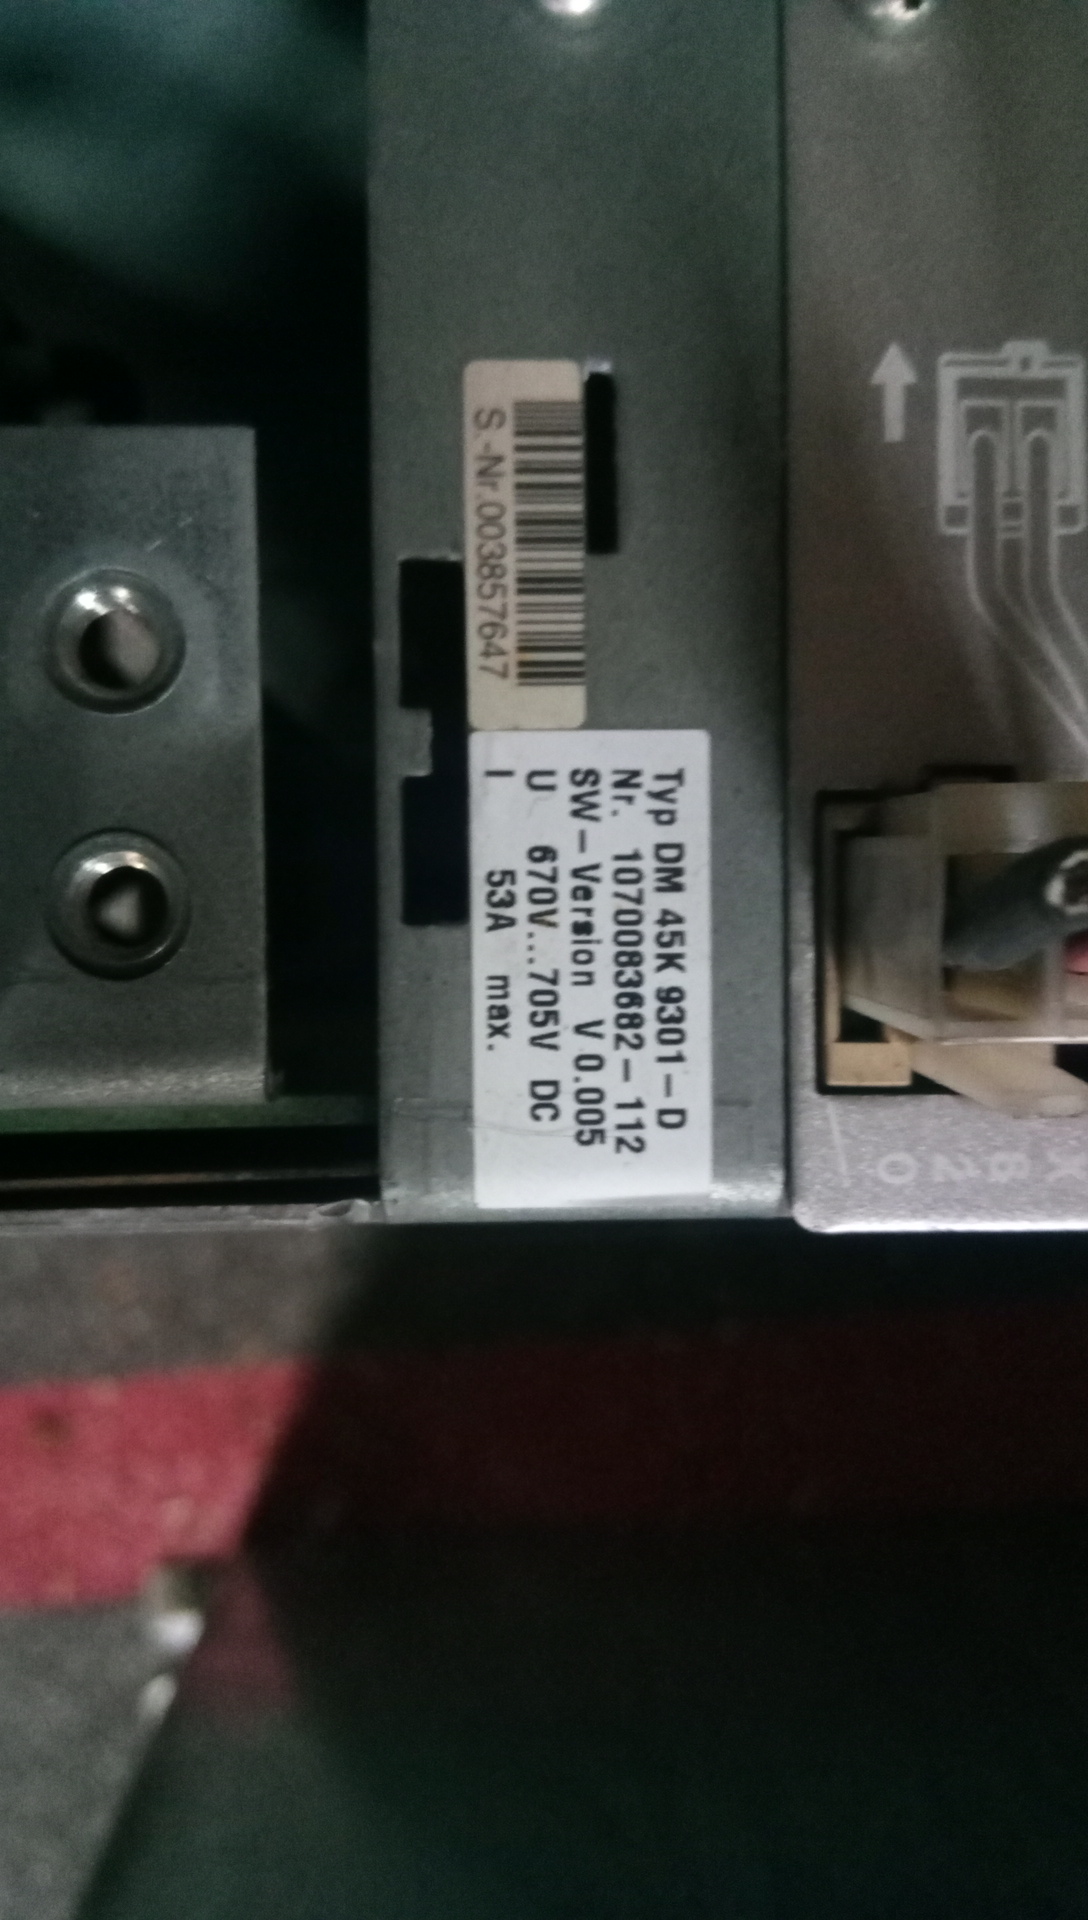 S.-Nr.003857647
Typ DM 45K 9301-D
Nr. 1070083682-112
SW-Version V 0.005
U 670V...705V DC
I 53A max.